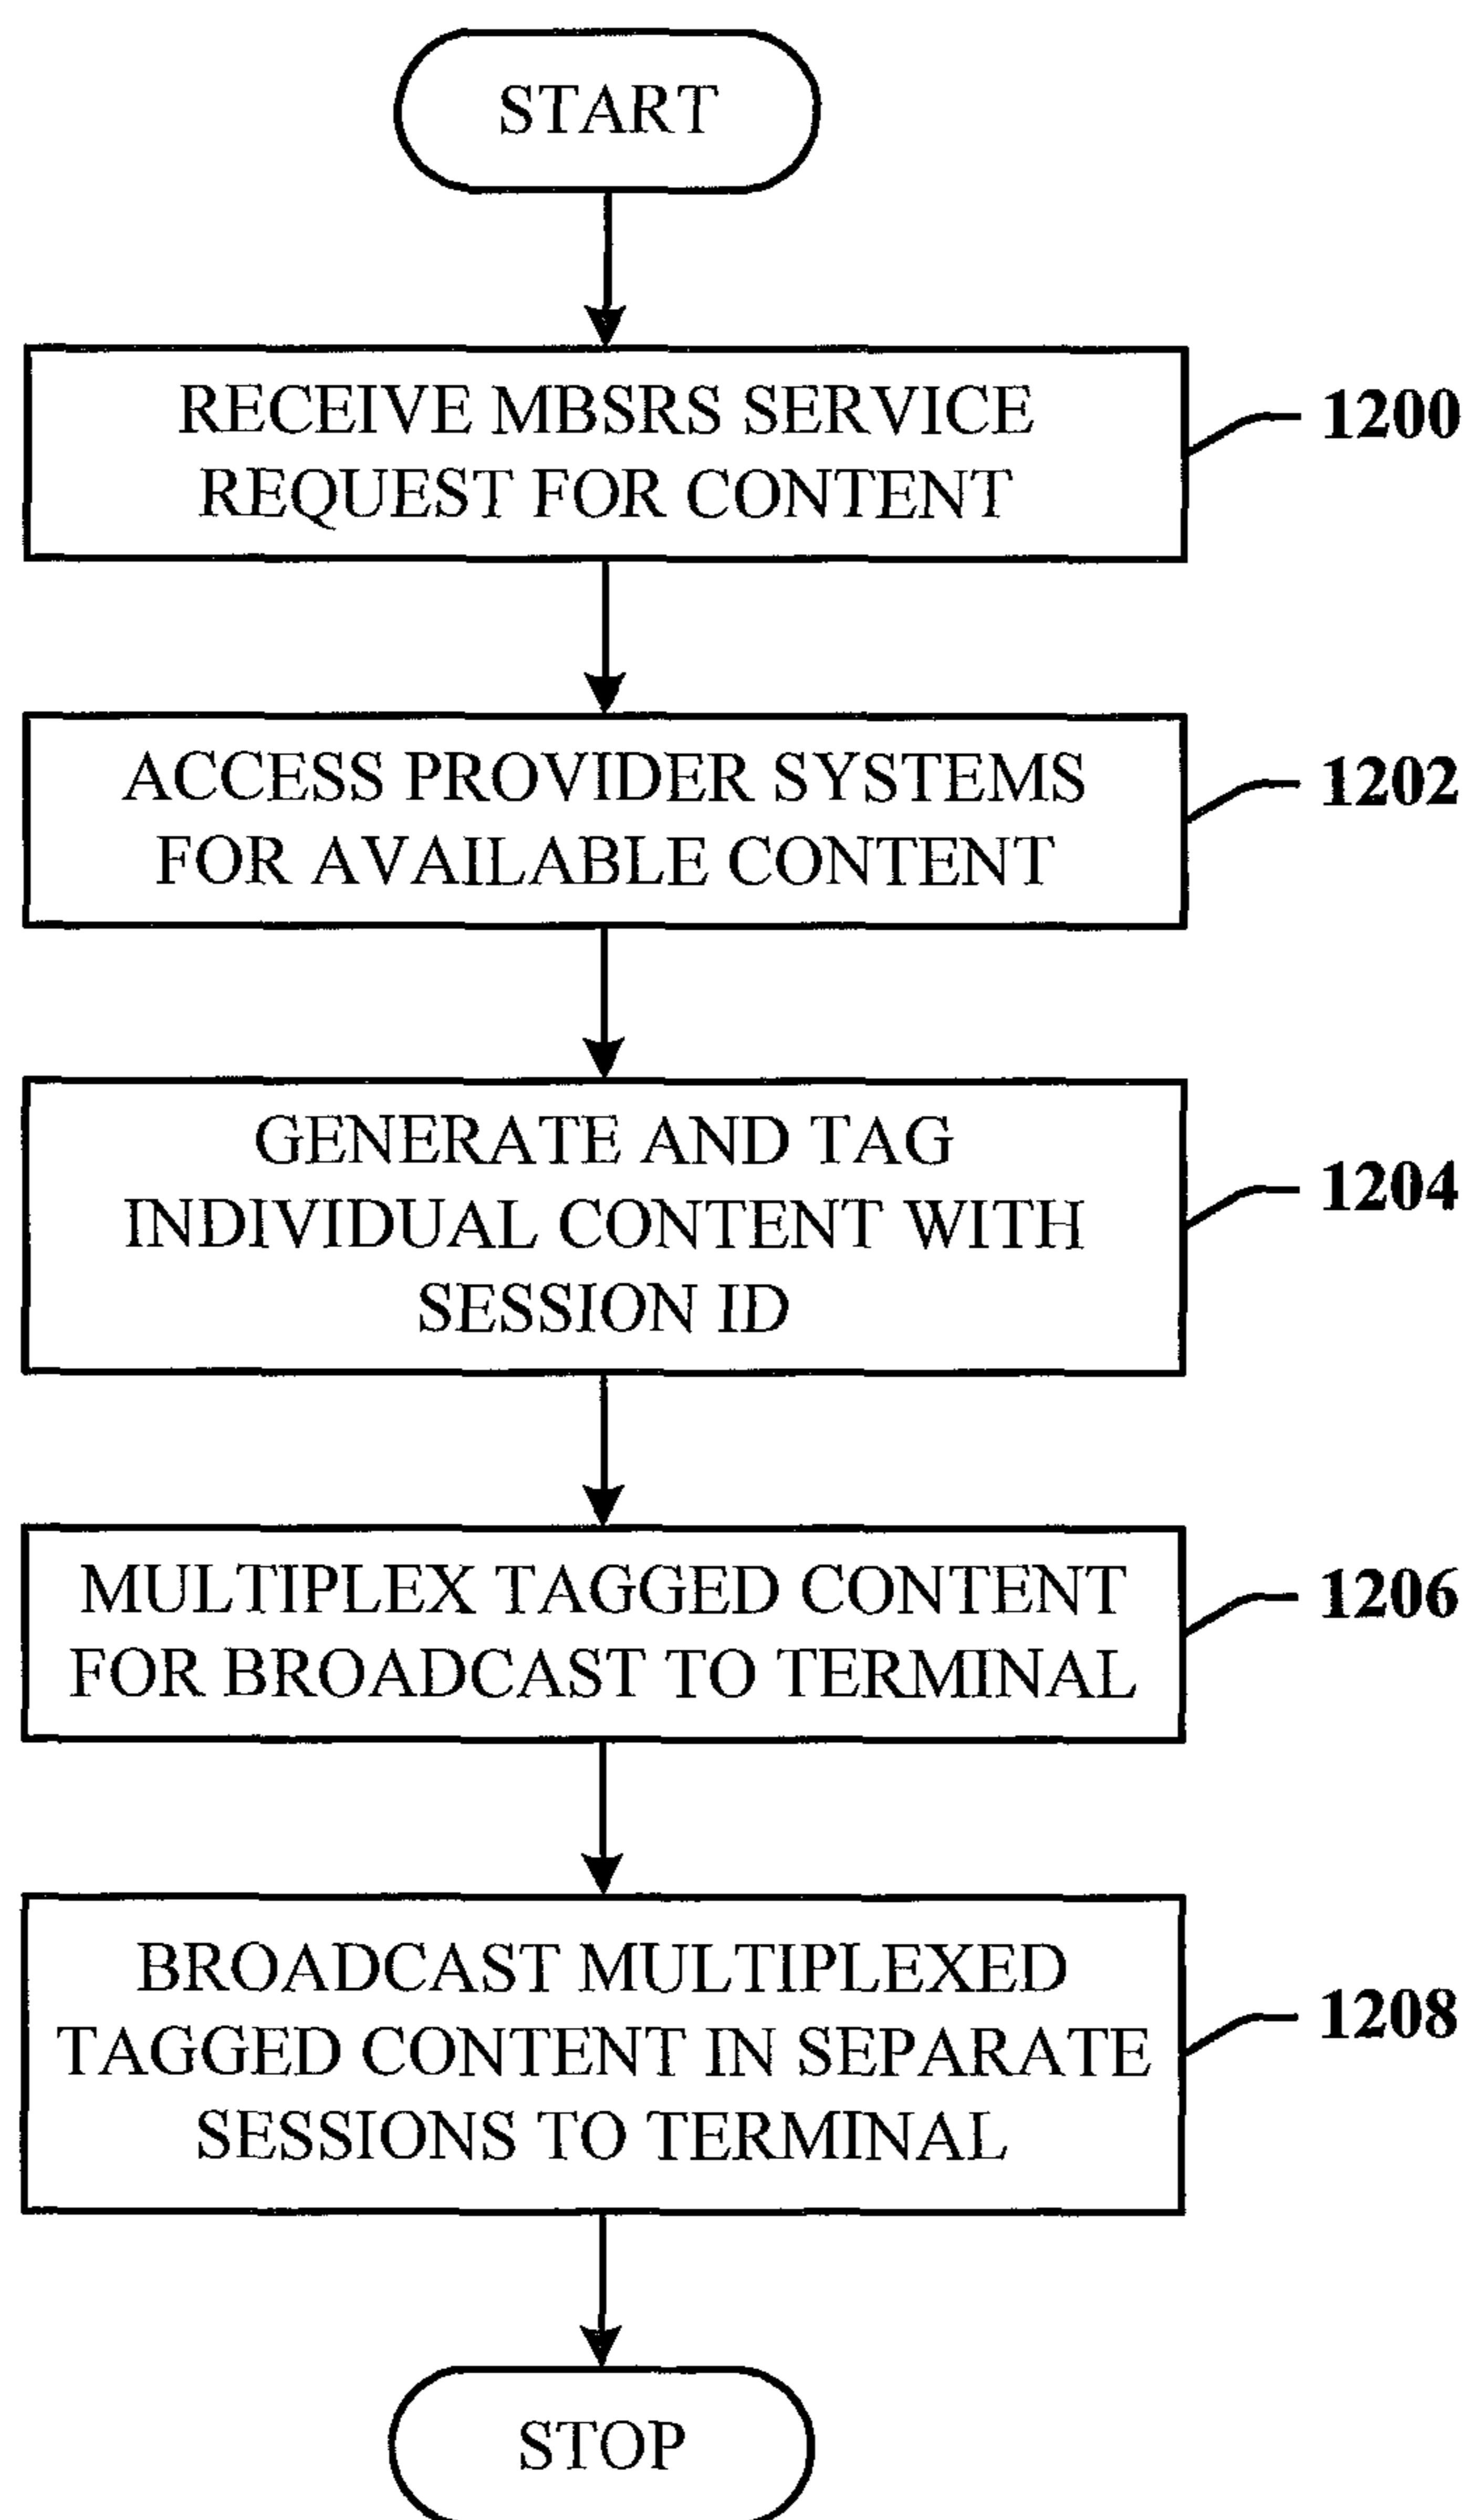 START
RECEIVE MBSRS SERVICE
REQUEST FOR CONTENT
1200
ACCESS PROVIDER SYSTEMS
FOR AVAILABLE CONTENT
1202
GENERATE AND TAG
INDIVIDUAL CONTENT WITH
SESSION ID
1204
MULTIPLEX TAGGED CONTENT
FOR BROADCAST TO TERMINAL
1206
BROADCAST MULTIPLEXED
TAGGED CONTENT IN SEPARATE
SESSIONS TO TERMINAL
1208
STOP